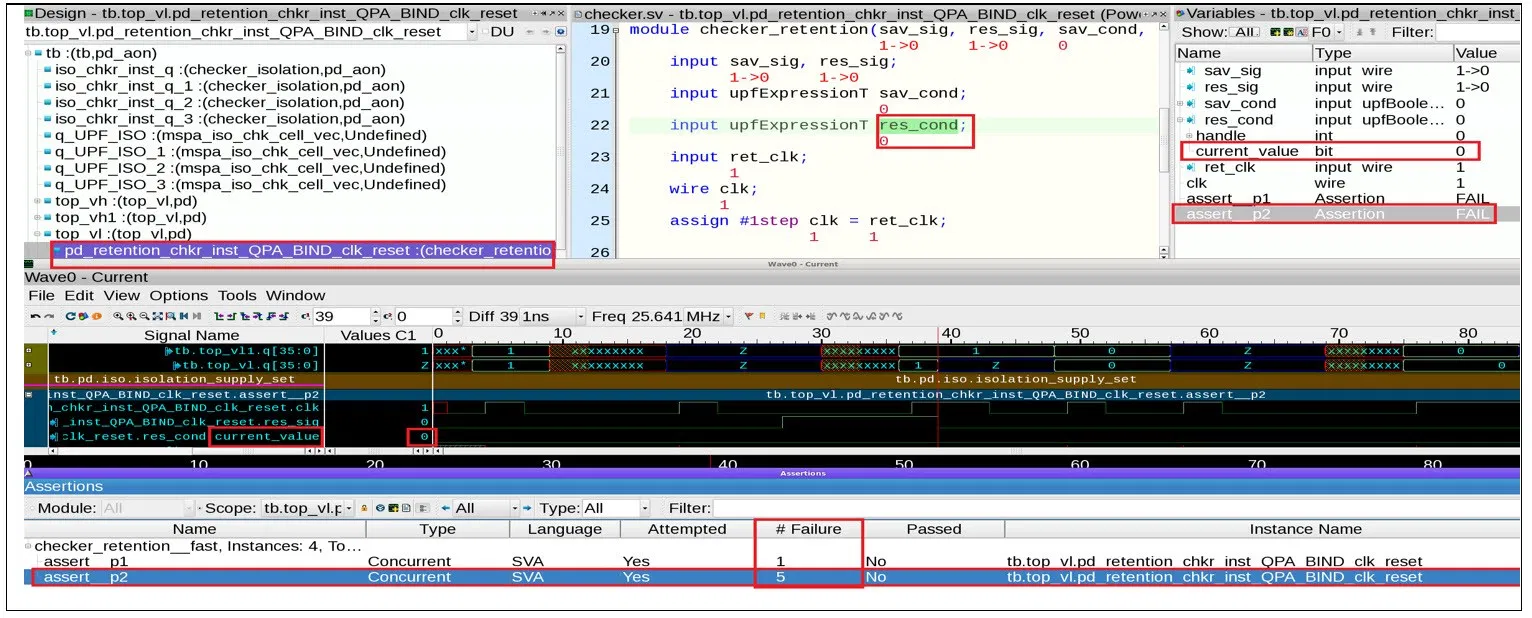 Design - tb.top_vl.pd_retention_chkr_inst_QPA_BIND_clk_reset
tb.top_vl.pd_retention_chkr_inst_QPA_BIND_clk_reset DU
tb :(tb,pd_aon)
iso_chkr_inst_q :(checker_isolation,pd_aon)
iso_chkr_inst_q_1 :(checker_isolation,pd_aon)
iso_chkr_inst_q_2 :(checker_isolation,pd_aon)
iso_chkr_inst_q_3 :(checker_isolation,pd_aon)
q_UPF_ISO :(mspa_iso_chk_cell_vec,Undefined)
q_UPF_ISO_1 :(mspa_iso_chk_cell_vec,Undefined)
q_UPF_ISO_2 :(mspa_iso_chk_cell_vec,Undefined)
q_UPF_ISO_3 :(mspa_iso_chk_cell_vec,Undefined)
top_vh :(top_vl,pd)
top_vh1 :(top_vl,pd)
top_vl :(top_vl,pd)
pd_retention_chkr_inst_QPA_BIND_clk_reset :(checker_retentio
checker.sv - tb.top_vl.pd_retention_chkr_inst_QPA_BIND_clk_reset (Pow
19 module checker_retention(sav_sig, res_sig, sav_cond,
1->0 1->0 0
20 input sav_sig, res_sig;
1->0 1->0
21 input upfExpressionT sav_cond;
0
22 input upfExpressionT res_cond;
0
23 input ret_clk;
1
24 wire clk;
1
25 assign #1step clk = ret_clk;
1 1
26
Variables - tb.top_vl.pd_retention_chkr_inst_
Show: All F0 Filter:
Name Type Value
sav_sig input wire 1->0
res_sig input wire 1->0
sav_cond input upfBoole... 0
res_cond input upfBoole... 0
handle int 0
current_value bit 0
ret_clk input wire 1
clk wire 1
assert__p1 Assertion FAIL
assert__p2 Assertion FAIL
Wave0 - Current
Wave0 - Current
File Edit View Options Tools Window
39 0 Diff 39 1ns Freq 25.641 MHz
Signal Name Values C1 0 10 20 30 40 50 60 70 80
tb.top_vl1.q[35:0] 1 xxx* 1 xxxxxxxxx Z xxxxxxxxx 1 0 Z xxxxxxxxx 0
tb.top_vl.q[35:0] Z xxx* 1 xxxxxxxxx Z xxxxxxxxx 1 Z 0 Z xxxxxxxxx 0
tb.pd.iso.isolation_supply_set tb.pd.iso.isolation_supply_set
inst_QPA_BIND_clk_reset.assert__p2 tb.top_vl.pd_retention_chkr_inst_QPA_BIND_clk_reset.assert__p2
_chkr_inst_QPA_BIND_clk_reset.clk 1
_inst_QPA_BIND_clk_reset.res_sig 0
clk_reset.res_cond current_value 0
0 10 20 30 40 50 60 70 80
Assertions
Assertions
Module: All Scope: tb.top_vl.p All Type: All Filter:
Name Type Language Attempted # Failure Passed Instance Name
checker_retention__fast, Instances: 4, To...
assert__p1 Concurrent SVA Yes 1 No tb.top_vl.pd_retention_chkr_inst_QPA_BIND_clk_reset
assert__p2 Concurrent SVA Yes 5 No tb.top_vl.pd_retention_chkr_inst_QPA_BIND_clk_reset